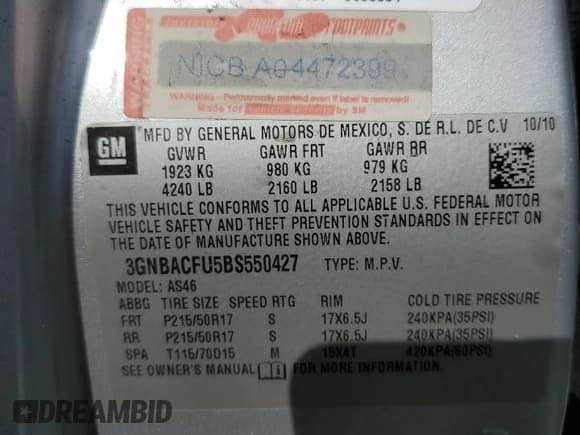 NICB A04472399
WARNING - Permanently marked even if label is removed!
GM
MFD BY GENERAL MOTORS DE MEXICO, S. DE R.L. DE C.V 10/10
GVWR GAWR FRT GAWR RR
1923 KG 980 KG 979 KG
4240 LB 2160 LB 2158 LB
THIS VEHICLE CONFORMS TO ALL APPLICABLE U.S. FEDERAL MOTOR
VEHICLE SAFETY AND THEFT PREVENTION STANDARDS IN EFFECT ON
THE DATE OF MANUFACTURE SHOWN ABOVE.
3GNBACFU5BS550427 TYPE: M.P.V.
MODEL: AS46
ABBG TIRE SIZE SPEED RTG RIM COLD TIRE PRESSURE
FRT P215/50R17 S 17X6.5J 240KPA(35PSI)
RR P215/50R17 S 17X6.5J 240KPA(35PSI)
SPA T115/70D15 M 15X4T 420KPA(60PSI)
SEE OWNER'S MANUAL FOR MORE INFORMATION.
DREAMBID